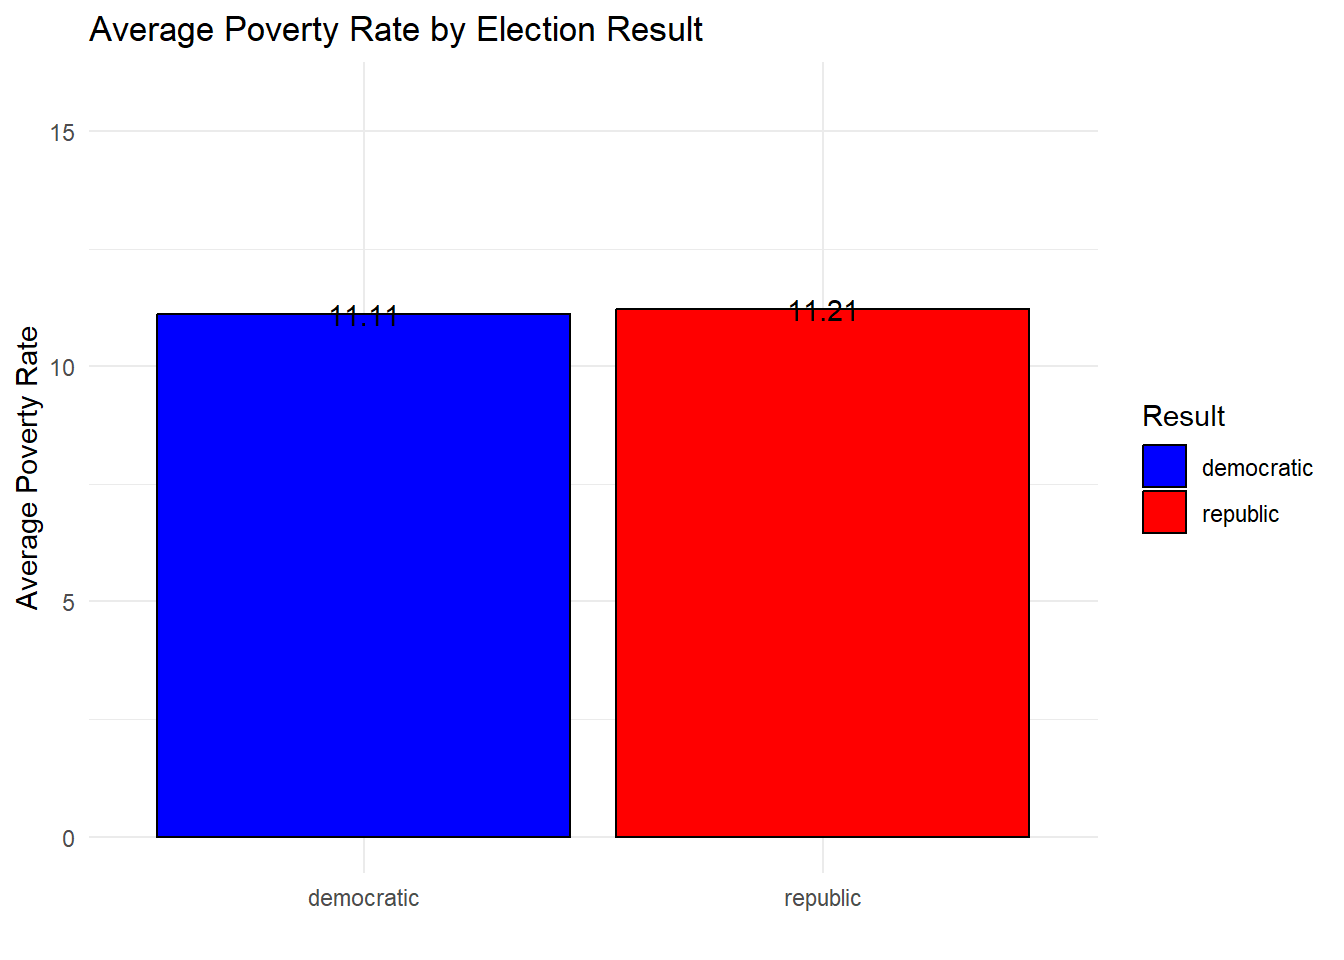 Average Poverty Rate by Election Result
Average Poverty Rate
15
10
5
0
11.11
11.21
democratic
republic
Result
democratic
republic